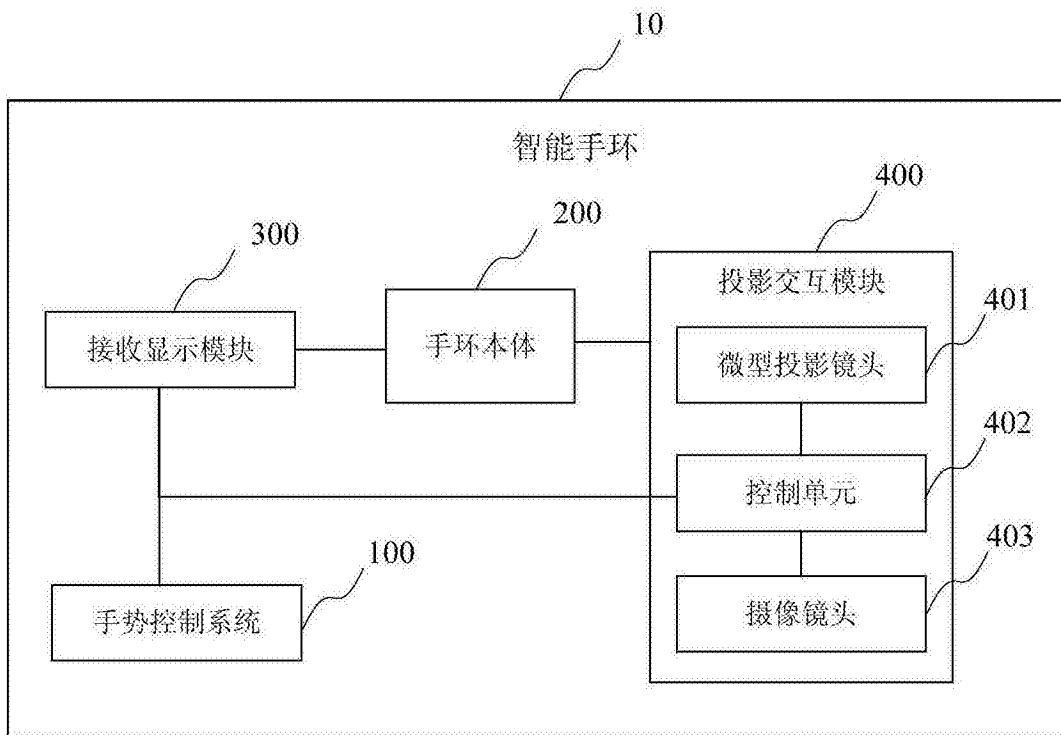 10
智能手环
400
200
300
投影交互模块
401
手环本体
接收显示模块
微型投影镜头
402
控制单元
403
100
手势控制系统
摄像镜头